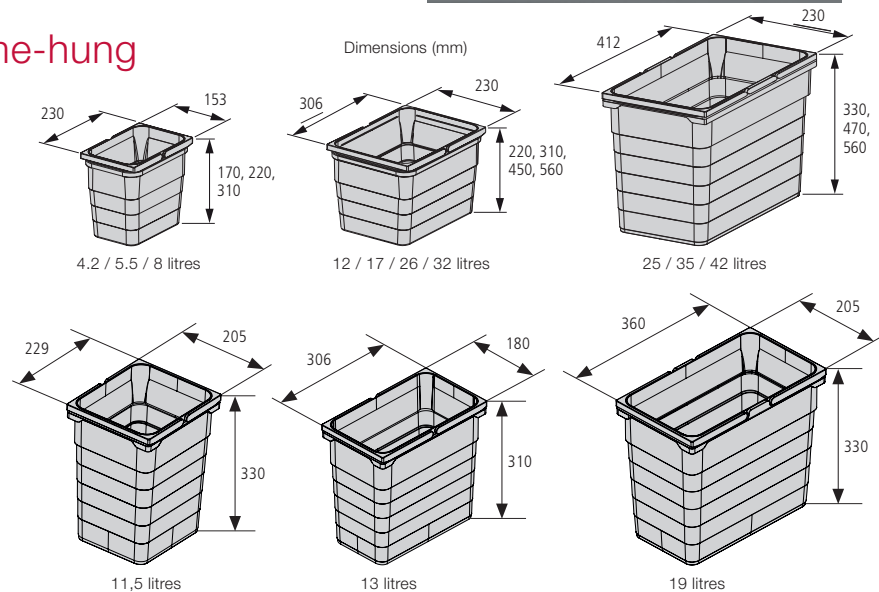 ne-hung
Dimensions (mm)
230
153
170, 220,
310
4.2 / 5.5 / 8 litres
306
230
220, 310,
450, 560
12 / 17 / 26 / 32 litres
412
230
330,
470,
560
25 / 35 / 42 litres
229
205
330
11,5 litres
306
180
310
13 litres
360
205
330
19 litres